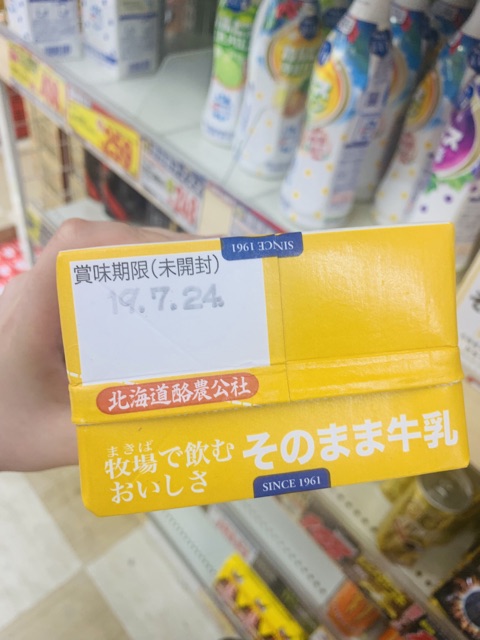 SINCE 1961
賞味期限(未開封)
19.7.24
北海道酪農公社
まきば
牧場で飲む
おいしさ
そのまま牛乳
SINCE 1961